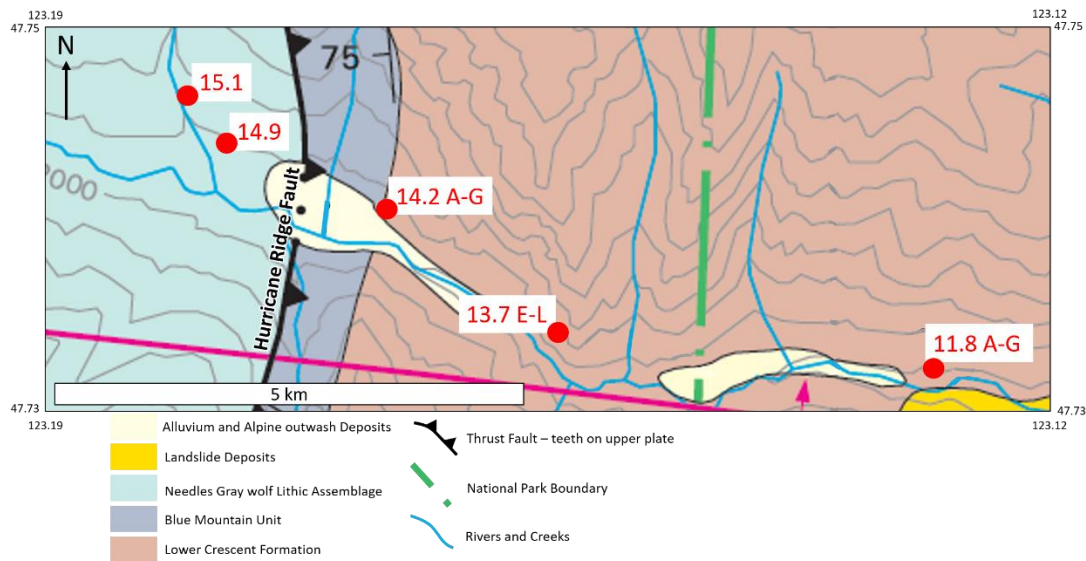 123.19
123.12
47.75
47.75
N
75
15.1
14.9
2000
14.2 A-G
Hurricane Ridge Fault
13.7 E-L
11.8 A-G
5 km
47.73
47.73
123.19
123.12
Alluvium and Alpine outwash Deposits
Thrust Fault – teeth on upper plate
Landslide Deposits
Needles Gray wolf Lithic Assemblage
National Park Boundary
Blue Mountain Unit
Rivers and Creeks
Lower Crescent Formation